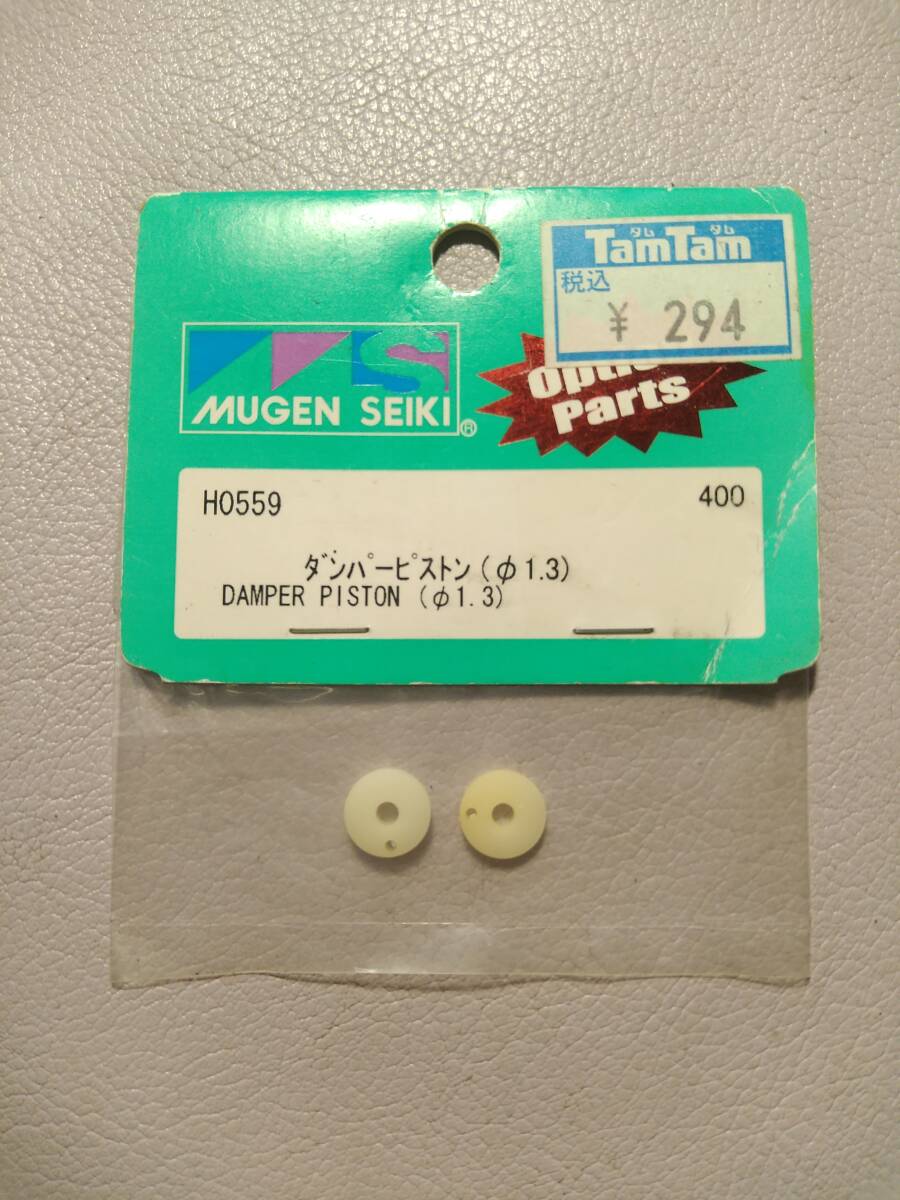 タム タム
TamTam
税込
¥ 294
MS
MUGEN SEIKI®
Parts
H0559
400
ダンパーピストン(φ1.3)
DAMPER PISTON (φ1.3)